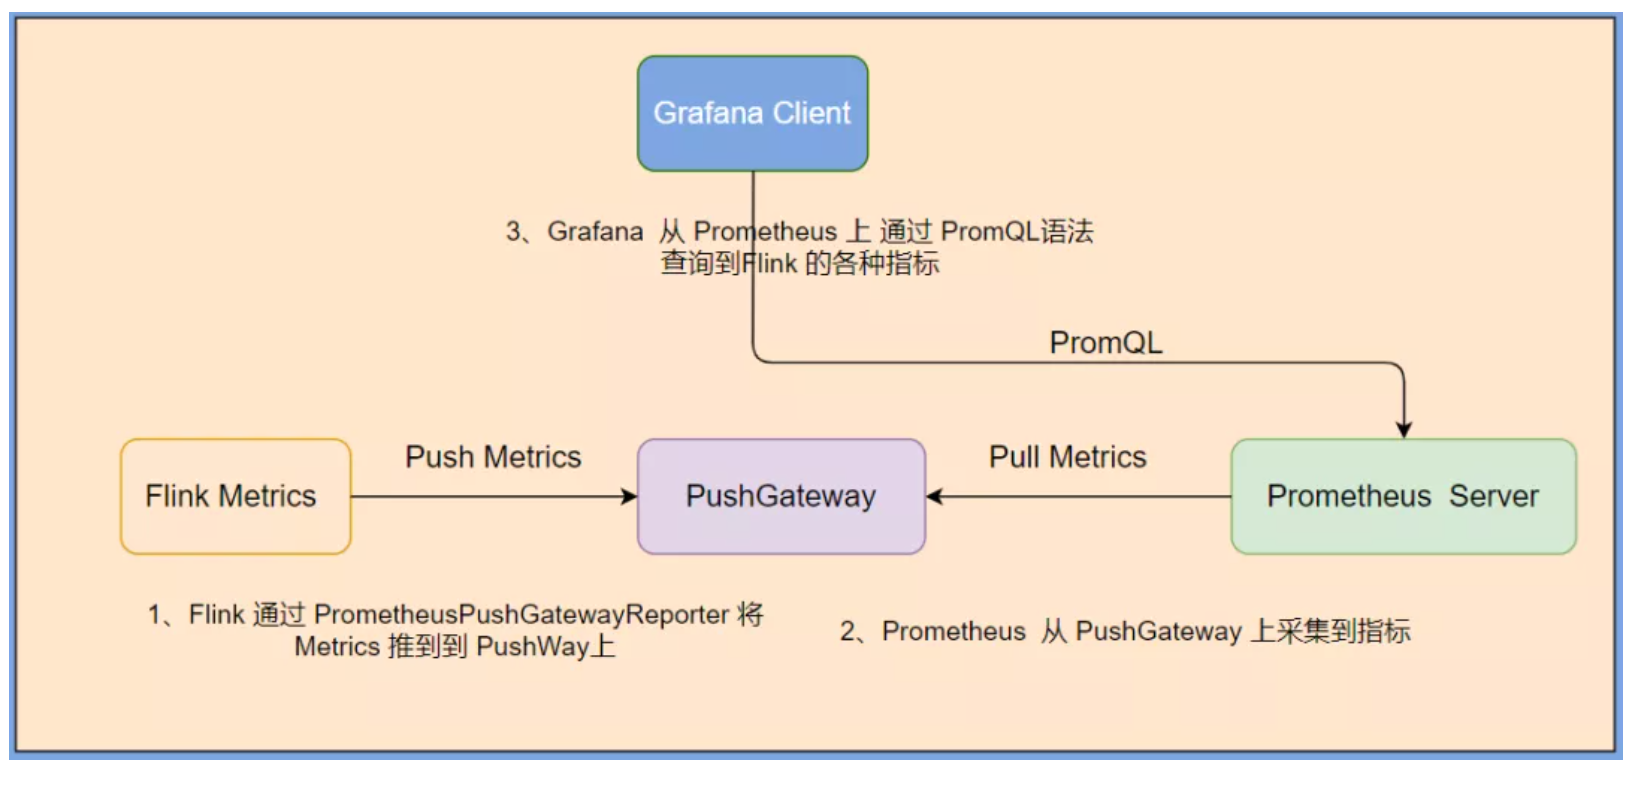 Grafana Client
3、Grafana 从 Prometheus 上 通过 PromQL语法
查询到Flink 的各种指标
PromQL
Flink Metrics
Push Metrics
PushGateway
Pull Metrics
Prometheus Server
1、Flink 通过 PrometheusPushGatewayReporter 将
Metrics 推到到 PushWay上
2、Prometheus 从 PushGateway 上采集到指标